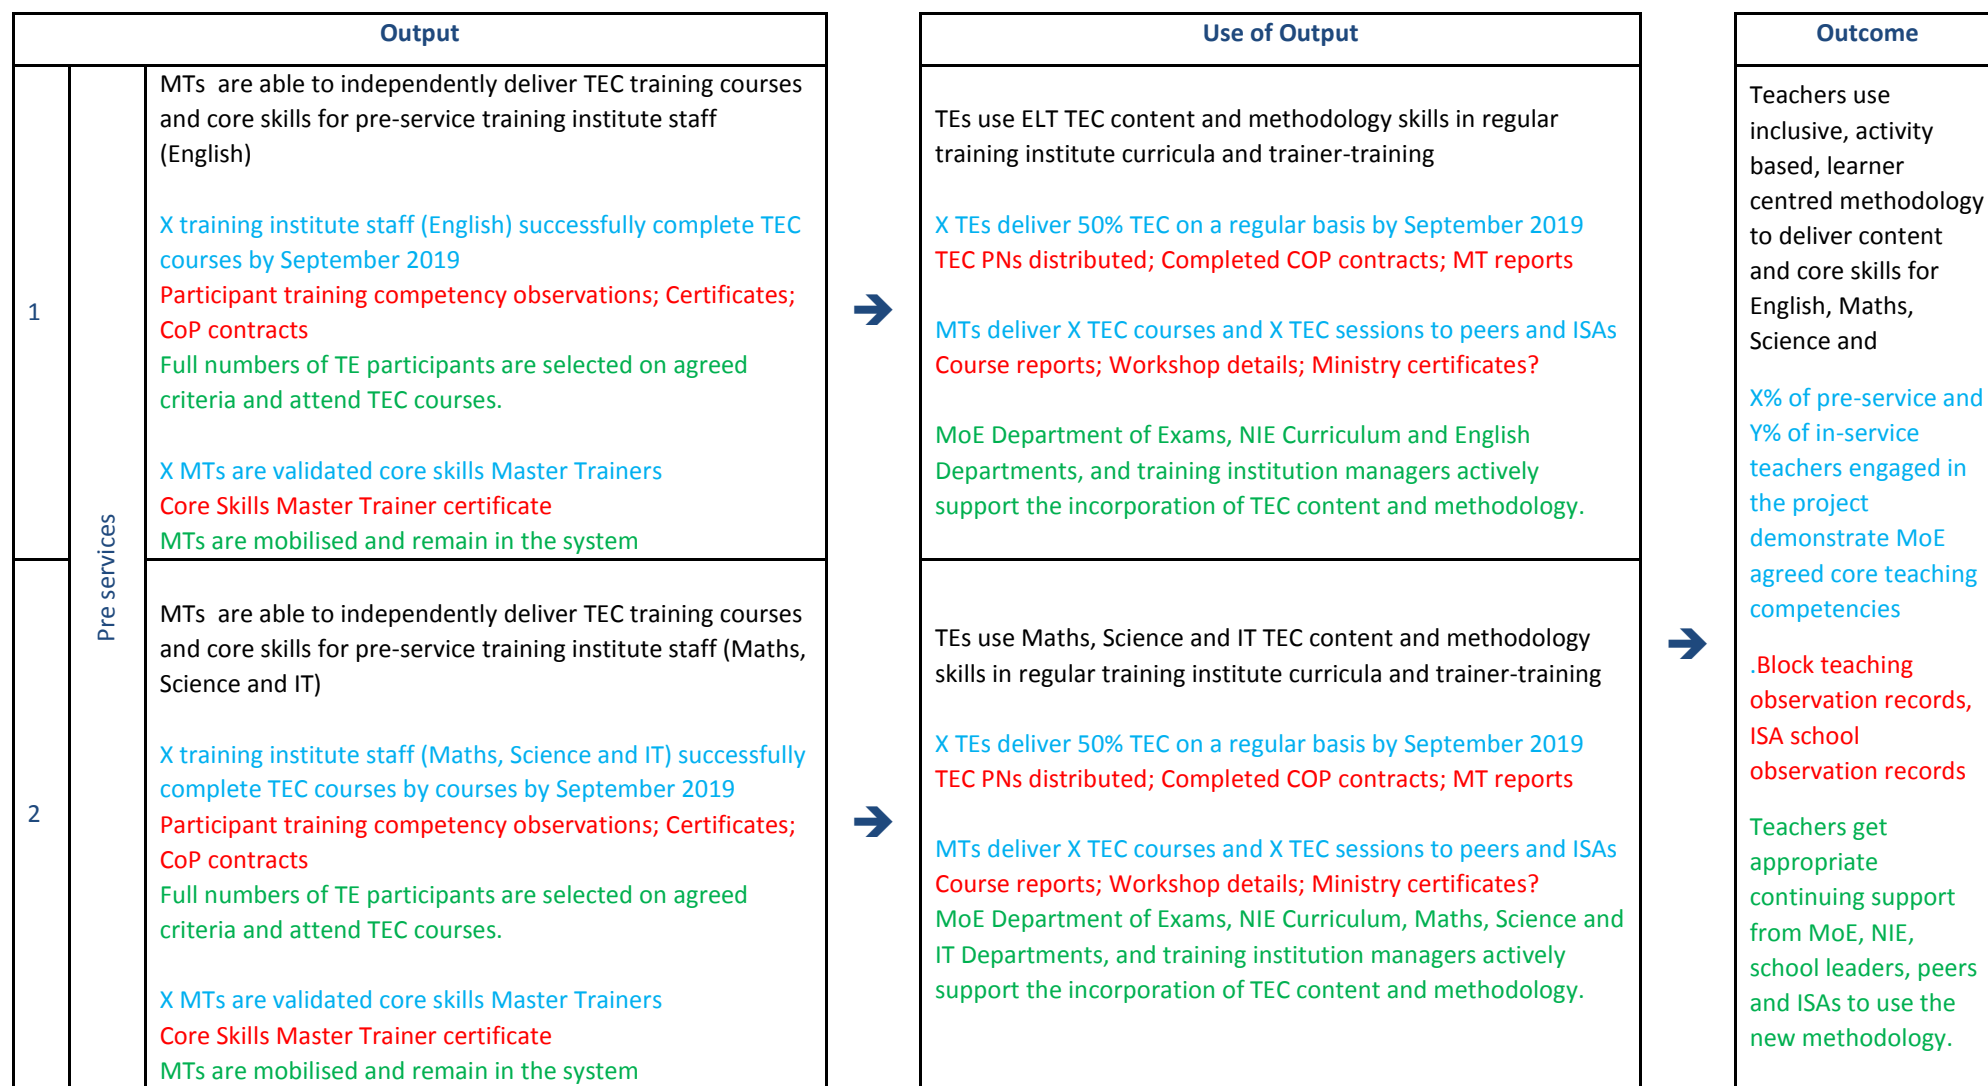 Output
Use of Output
Outcome
1
Pre services
MTs are able to independently deliver TEC training courses
and core skills for pre-service training institute staff
(English)
X training institute staff (English) successfully complete TEC
courses by September 2019
Participant training competency observations; Certificates;
CoP contracts
Full numbers of TE participants are selected on agreed
criteria and attend TEC courses.
X MTs are validated core skills Master Trainers
Core Skills Master Trainer certificate
MTs are mobilised and remain in the system
➔
TEs use ELT TEC content and methodology skills in regular
training institute curricula and trainer-training
X TEs deliver 50% TEC on a regular basis by September 2019
TEC PNs distributed; Completed COP contracts; MT reports
MTs deliver X TEC courses and X TEC sessions to peers and ISAs
Course reports; Workshop details; Ministry certificates?
MoE Department of Exams, NIE Curriculum and English
Departments, and training institution managers actively
support the incorporation of TEC content and methodology.
2
MTs are able to independently deliver TEC training courses
and core skills for pre-service training institute staff (Maths,
Science and IT)
X training institute staff (Maths, Science and IT) successfully
complete TEC courses by courses by September 2019
Participant training competency observations; Certificates;
CoP contracts
Full numbers of TE participants are selected on agreed
criteria and attend TEC courses.
X MTs are validated core skills Master Trainers
Core Skills Master Trainer certificate
MTs are mobilised and remain in the system
➔
TEs use Maths, Science and IT TEC content and methodology
skills in regular training institute curricula and trainer-training
X TEs deliver 50% TEC on a regular basis by September 2019
TEC PNs distributed; Completed COP contracts; MT reports
MTs deliver X TEC courses and X TEC sessions to peers and ISAs
Course reports; Workshop details; Ministry certificates?
MoE Department of Exams, NIE Curriculum, Maths, Science and
IT Departments, and training institution managers actively
support the incorporation of TEC content and methodology.
➔
Teachers use
inclusive, activity
based, learner
centred methodology
to deliver content
and core skills for
English, Maths,
Science and
X% of pre-service and
Y% of in-service
teachers engaged in
the project
demonstrate MoE
agreed core teaching
competencies
.Block teaching
observation records,
ISA school
observation records
Teachers get
appropriate
continuing support
from MoE, NIE,
school leaders, peers
and ISAs to use the
new methodology.